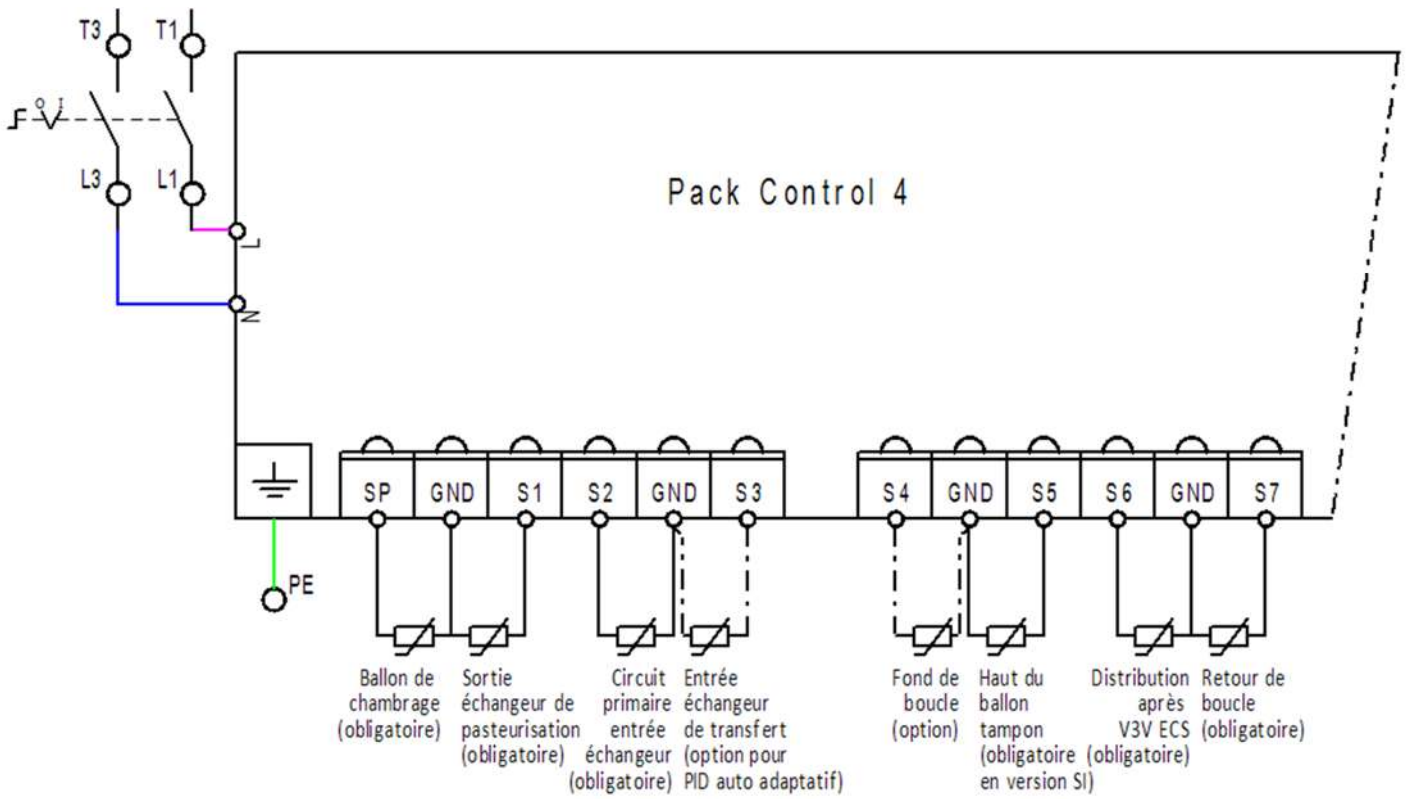 T3 T1
O I
L3 L1
Pack Control 4
L
N
SP GND S1 S2 GND S3 S4 GND S5 S6 GND S7
PE
Ballon de
chambrage
(obligatoire)
Sortie
échangeur de
pasteurisation
(obligatoire)
Circuit
primaire
entrée
échangeur
(obligatoire)
Entrée
échangeur
de transfert
(option pour
PID auto adaptatif)
Fond de
boucle
(option)
Haut du
ballon
tampon
(obligatoire
en version SI)
Distribution
après
V3V ECS
(obligatoire)
Retour de
boucle
(obligatoire)